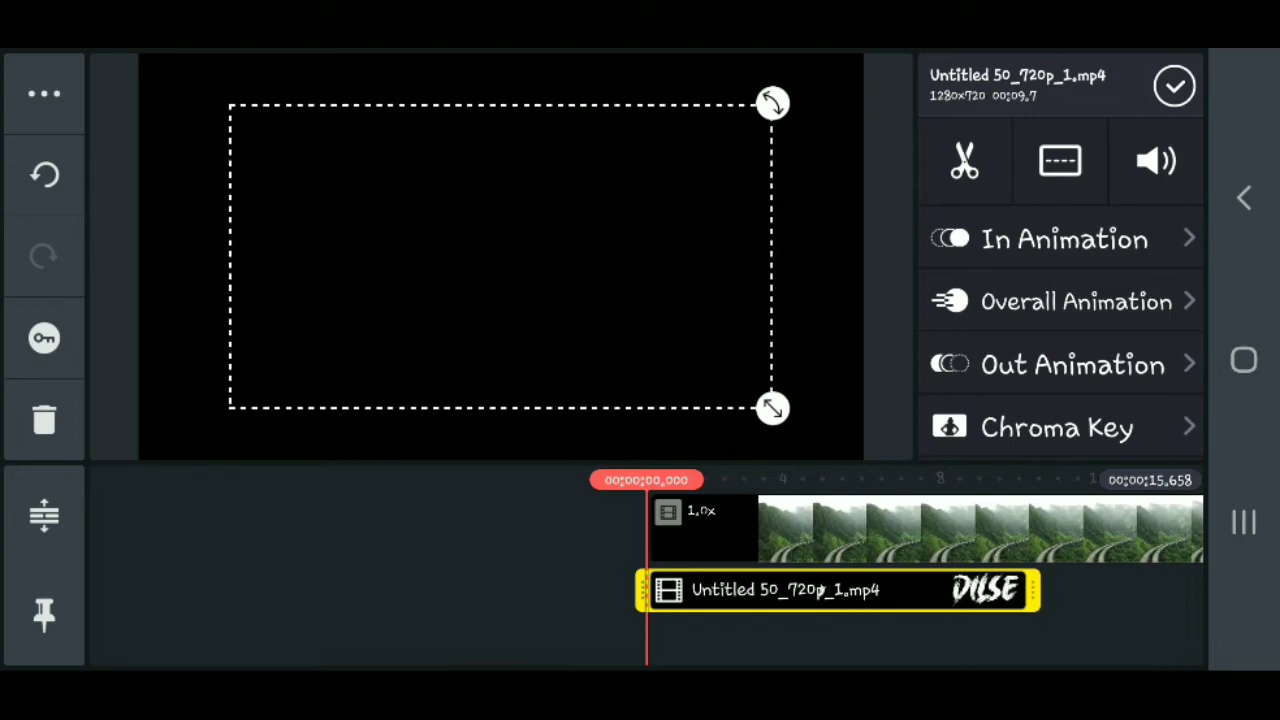 Untitled 50_720p_1.mp4
1280x720 00:09.7
In Animation
Overall Animation
Out Animation
Chroma Key
00:00:00.000
4
8
1
00:00:15.658
1.0x
Untitled 50_720p_1.mp4
DILSE